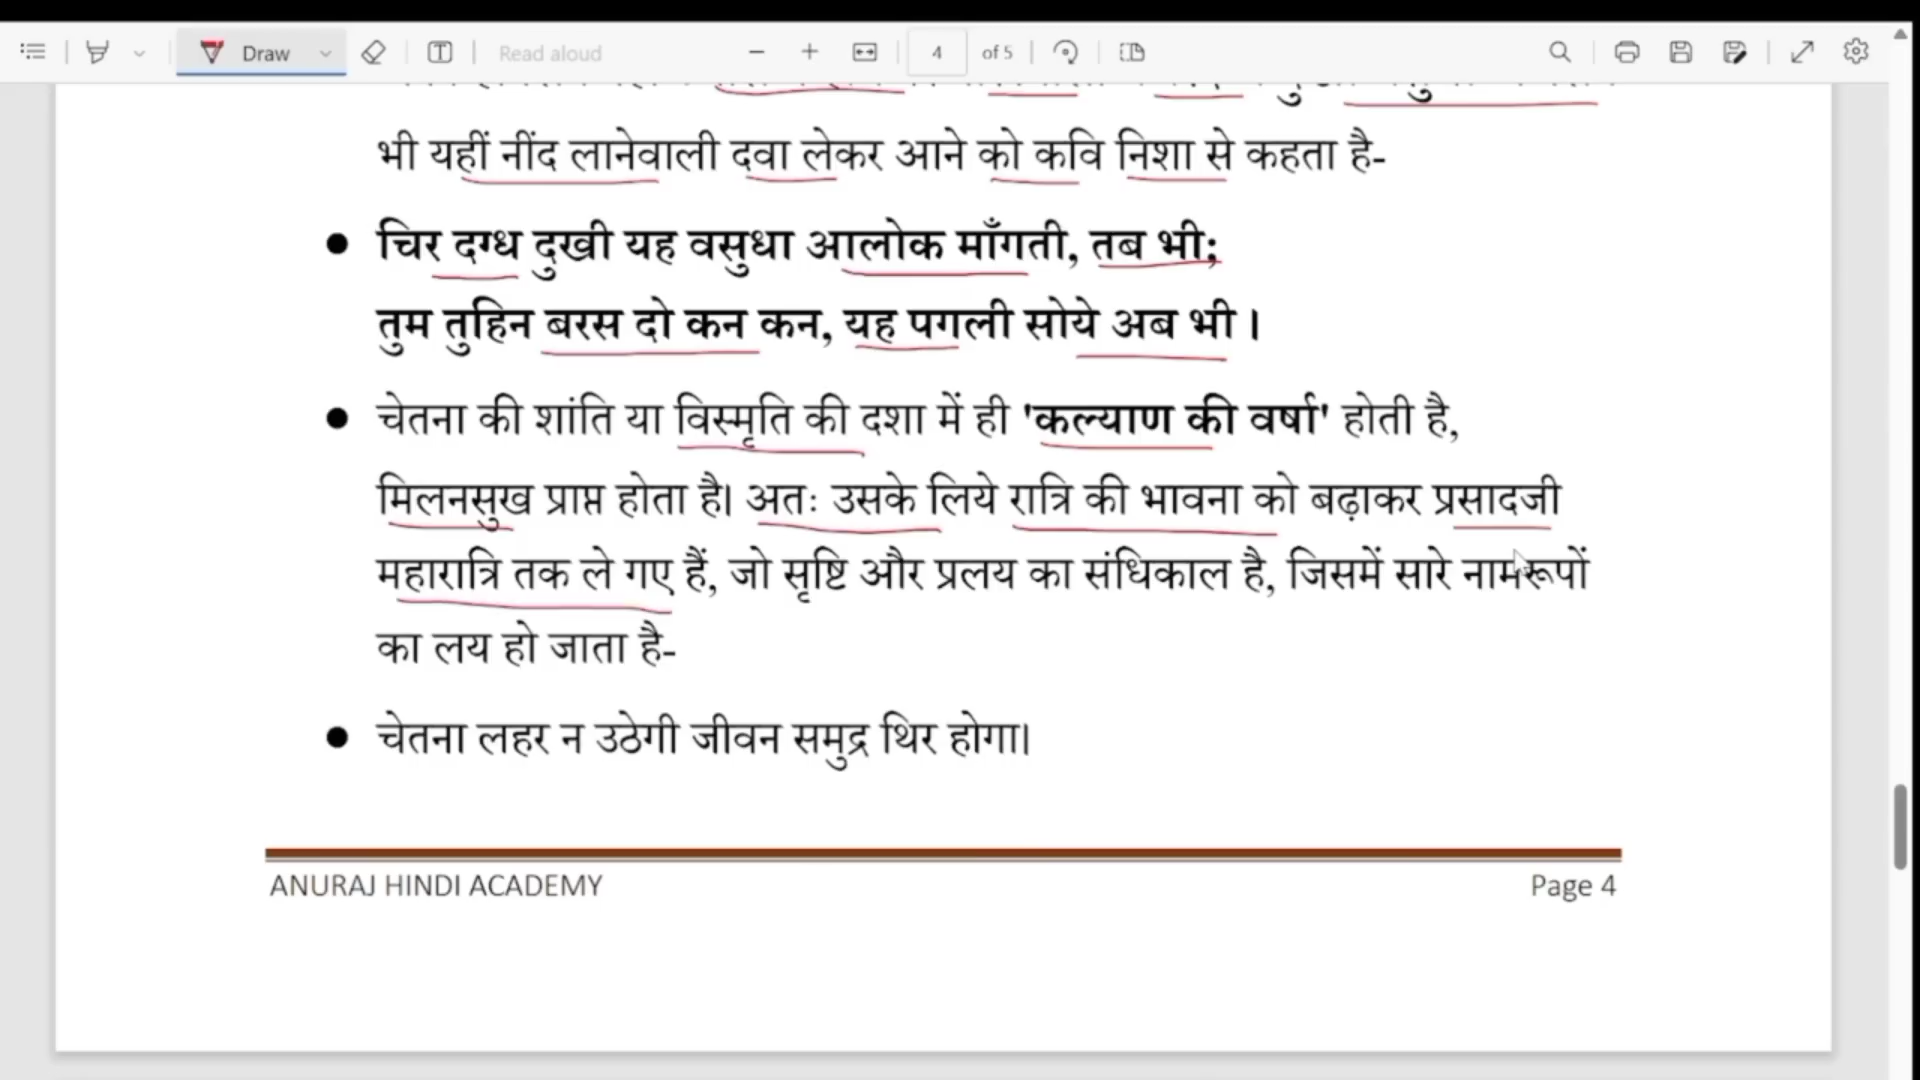 Draw
Read aloud
4 of 5
भी यहीं नींद लानेवाली दवा लेकर आने को कवि निशा से कहता है-
● चिर दग्ध दुखी यह वसुधा आलोक माँगती, तब भी;
तुम तुहिन बरस दो कन कन, यह पगली सोये अब भी।
● चेतना की शांति या विस्मृति की दशा में ही 'कल्याण की वर्षा' होती है,
मिलनसुख प्राप्त होता है। अतः उसके लिये रात्रि की भावना को बढ़ाकर प्रसादजी
महारात्रि तक ले गए हैं, जो सृष्टि और प्रलय का संधिकाल है, जिसमें सारे नामरूपों
का लय हो जाता है-
● चेतना लहर न उठेगी जीवन समुद्र थिर होगा।
ANURAJ HINDI ACADEMY Page 4